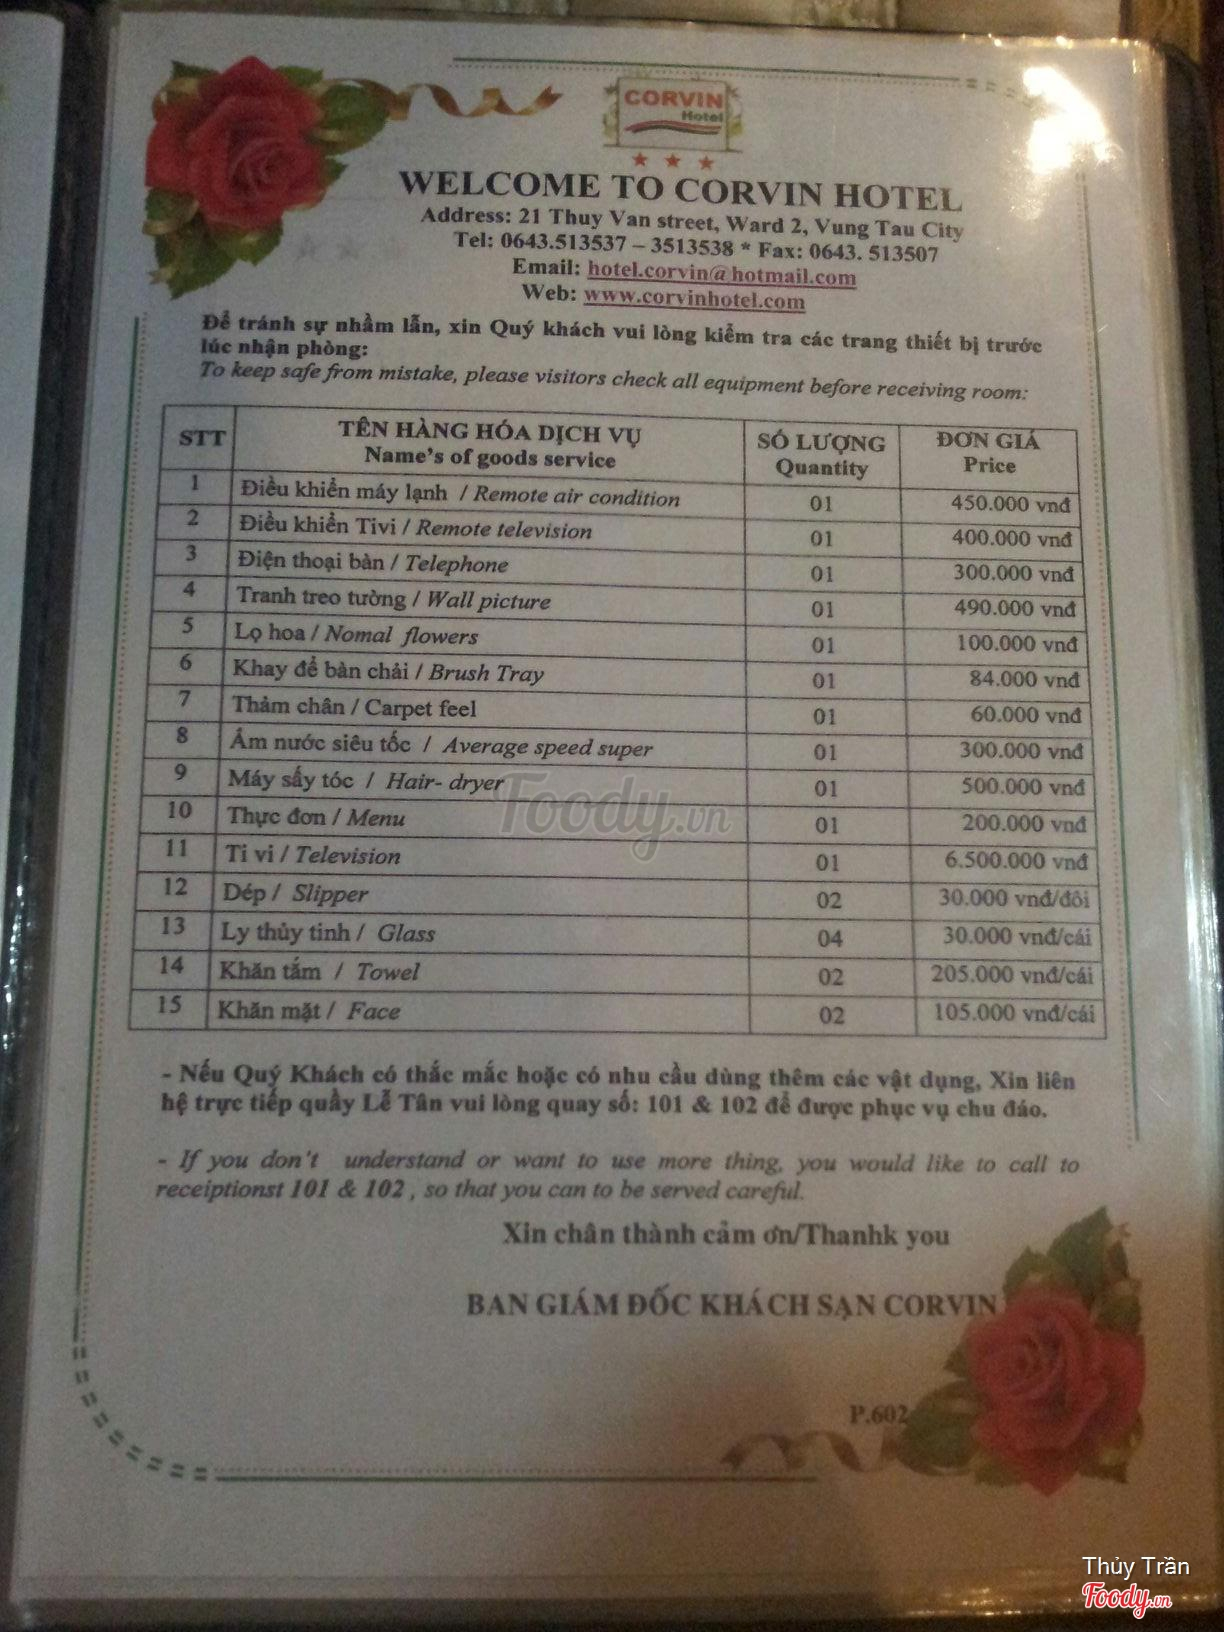 CORVIN
Hotel
WELCOME TO CORVIN HOTEL
Address: 21 Thuy Van street, Ward 2, Vung Tau City
Tel: 0643.513537 – 3513538 * Fax: 0643. 513507
Email: hotel.corvin@hotmail.com
Web: www.corvinhotel.com
Để tránh sự nhầm lẫn, xin Quý khách vui lòng kiểm tra các trang thiết bị trước
lúc nhận phòng:
To keep safe from mistake, please visitors check all equipment before receiving room:
STT TÊN HÀNG HÓA DỊCH VỤ SỐ LƯỢNG ĐƠN GIÁ
Name's of goods service Quantity Price
1 Điều khiển máy lạnh / Remote air condition 01 450.000 vnđ
2 Điều khiển Tivi / Remote television 01 400.000 vnđ
3 Điện thoại bàn / Telephone 01 300.000 vnđ
4 Tranh treo tường / Wall picture 01 490.000 vnđ
5 Lọ hoa / Nomal flowers 01 100.000 vnđ
6 Khay để bàn chải / Brush Tray 01 84.000 vnđ
7 Thảm chân / Carpet feel 01 60.000 vnđ
8 Ấm nước siêu tốc / Average speed super 01 300.000 vnđ
9 Máy sấy tóc / Hair- dryer 01 500.000 vnđ
10 Thực đơn / Menu 01 200.000 vnđ
11 Ti vi / Television 01 6.500.000 vnđ
12 Dép / Slipper 02 30.000 vnđ/đôi
13 Ly thủy tinh / Glass 04 30.000 vnđ/cái
14 Khăn tắm / Towel 02 205.000 vnđ/cái
15 Khăn mặt / Face 02 105.000 vnđ/cái
Foody.vn
- Nếu Quý Khách có thắc mắc hoặc có nhu cầu dùng thêm các vật dụng, Xin liên
hệ trực tiếp quầy Lễ Tân vui lòng quay số: 101 & 102 để được phục vụ chu đáo.
- If you don't understand or want to use more thing, you would like to call to
receiptionst 101 & 102 , so that you can to be served careful.
Xin chân thành cảm ơn/Thanhk you
BAN GIÁM ĐỐC KHÁCH SẠN CORVIN
P.602
Thủy Trần
Foody.vn